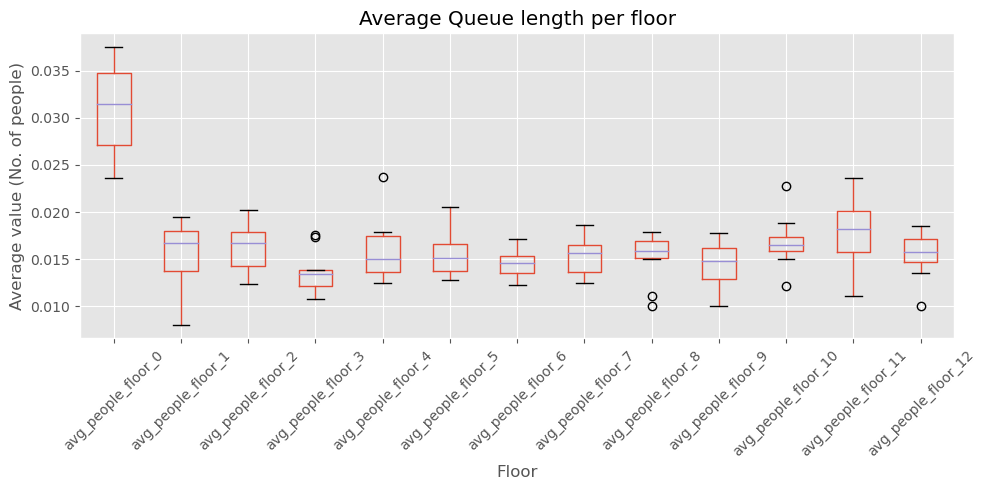 Average Queue length per floor
Average value (No. of people)
0.035
0.030
0.025
0.020
0.015
0.010
avg_people_floor_0
avg_people_floor_1
avg_people_floor_2
avg_people_floor_3
avg_people_floor_4
avg_people_floor_5
avg_people_floor_6
avg_people_floor_7
avg_people_floor_8
avg_people_floor_9
avg_people_floor_10
avg_people_floor_11
avg_people_floor_12
Floor